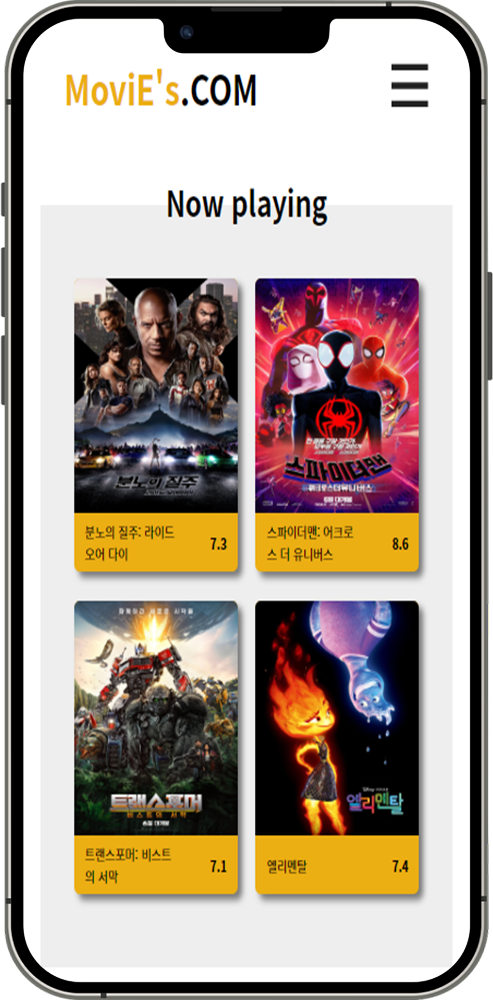 MoviE's.COM
Now playing
분노의 질주
스파이더맨
어크로스 더 유니버스
분노의 질주: 라이드
오어 다이
7.3
스파이더맨: 어크로
스 더 유니버스
8.6
트랜스포머
비스트의 서막
엘리멘탈
트랜스포머: 비스트
의 서막
7.1
엘리멘탈
7.4